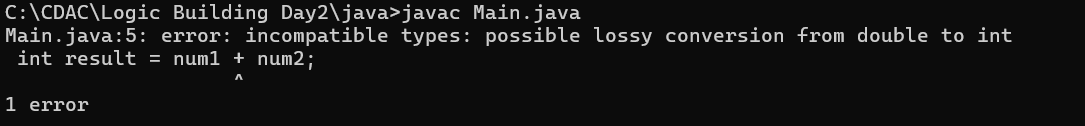 C:\CDAC\Logic Building Day2\java>javac Main.java
Main.java:5: error: incompatible types: possible lossy conversion from double to int
 int result = num1 + num2;
                   ^
1 error